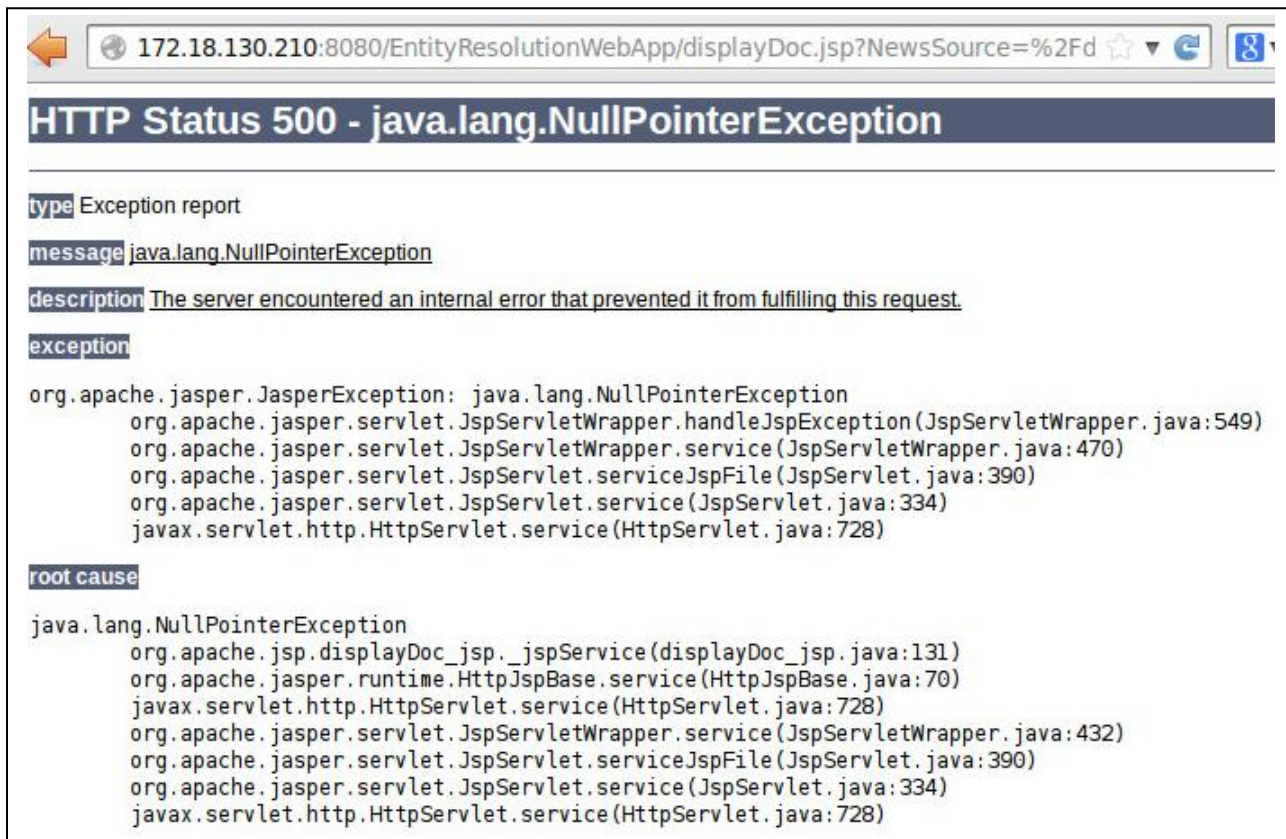 172.18.130.210:8080/EntityResolutionWebApp/displayDoc.jsp?NewsSource=%2Fd
8
HTTP Status 500 - java.lang.NullPointerException
type Exception report
message java.lang.NullPointerException
description The server encountered an internal error that prevented it from fulfilling this request.
exception
org.apache.jasper.JasperException: java.lang.NullPointerException
org.apache.jasper.servlet.JspServletWrapper.handleJspException(JspServletWrapper.java:549)
org.apache.jasper.servlet.JspServletWrapper.service(JspServletWrapper.java:470)
org.apache.jasper.servlet.JspServlet.serviceJspFile(JspServlet.java:390)
org.apache.jasper.servlet.JspServlet.service(JspServlet.java:334)
javax.servlet.http.HttpServlet.service(HttpServlet.java:728)
root cause
java.lang.NullPointerException
org.apache.jsp.displayDoc_jsp._jspService(displayDoc_jsp.java:131)
org.apache.jasper.runtime.HttpJspBase.service(HttpJspBase.java:70)
javax.servlet.http.HttpServlet.service(HttpServlet.java:728)
org.apache.jasper.servlet.JspServletWrapper.service(JspServletWrapper.java:432)
org.apache.jasper.servlet.JspServlet.serviceJspFile(JspServlet.java:390)
org.apache.jasper.servlet.JspServlet.service(JspServlet.java:334)
javax.servlet.http.HttpServlet.service(HttpServlet.java:728)